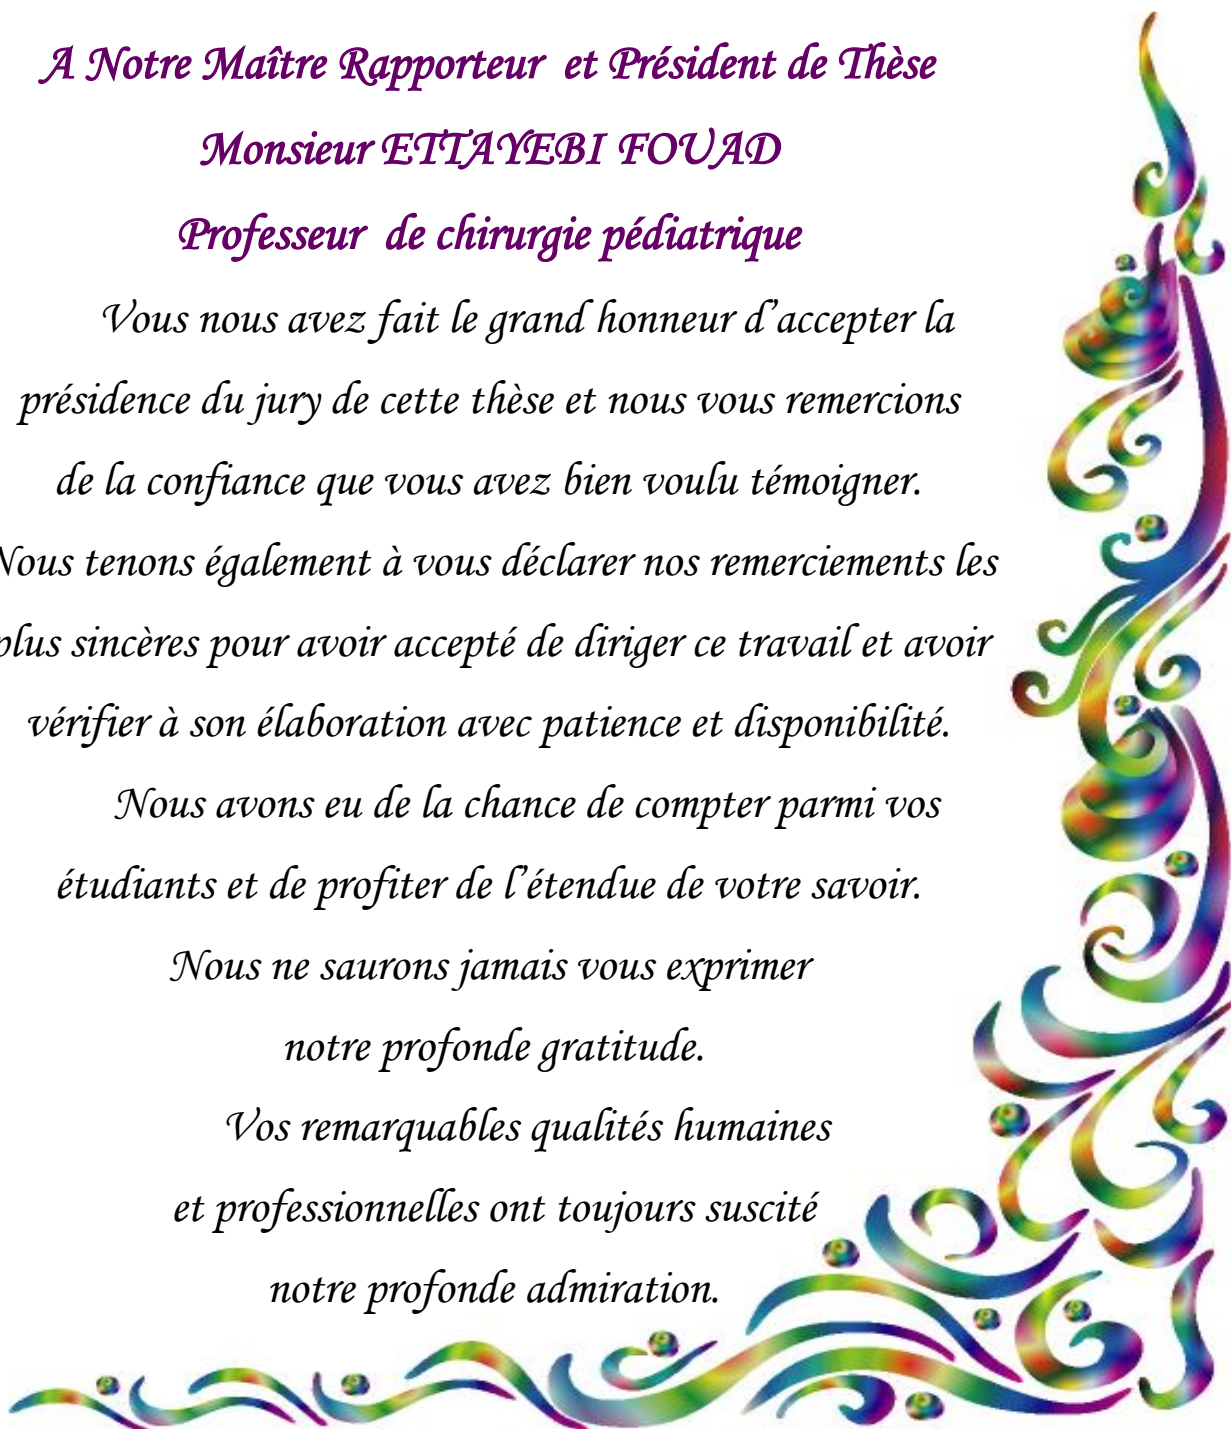 A Notre Maître Rapporteur et Président de Thèse
Monsieur ETTAYEBI FOUAD
Professeur de chirurgie pédiatrique
Vous nous avez fait le grand honneur d’accepter la
présidence du jury de cette thèse et nous vous remercions
de la confiance que vous avez bien voulu témoigner.
Nous tenons également à vous déclarer nos remerciements les
plus sincères pour avoir accepté de diriger ce travail et avoir
vérifier à son élaboration avec patience et disponibilité.
Nous avons eu de la chance de compter parmi vos
étudiants et de profiter de l’étendue de votre savoir.
Nous ne saurons jamais vous exprimer
notre profonde gratitude.
Vos remarquables qualités humaines
et professionnelles ont toujours suscité
notre profonde admiration.